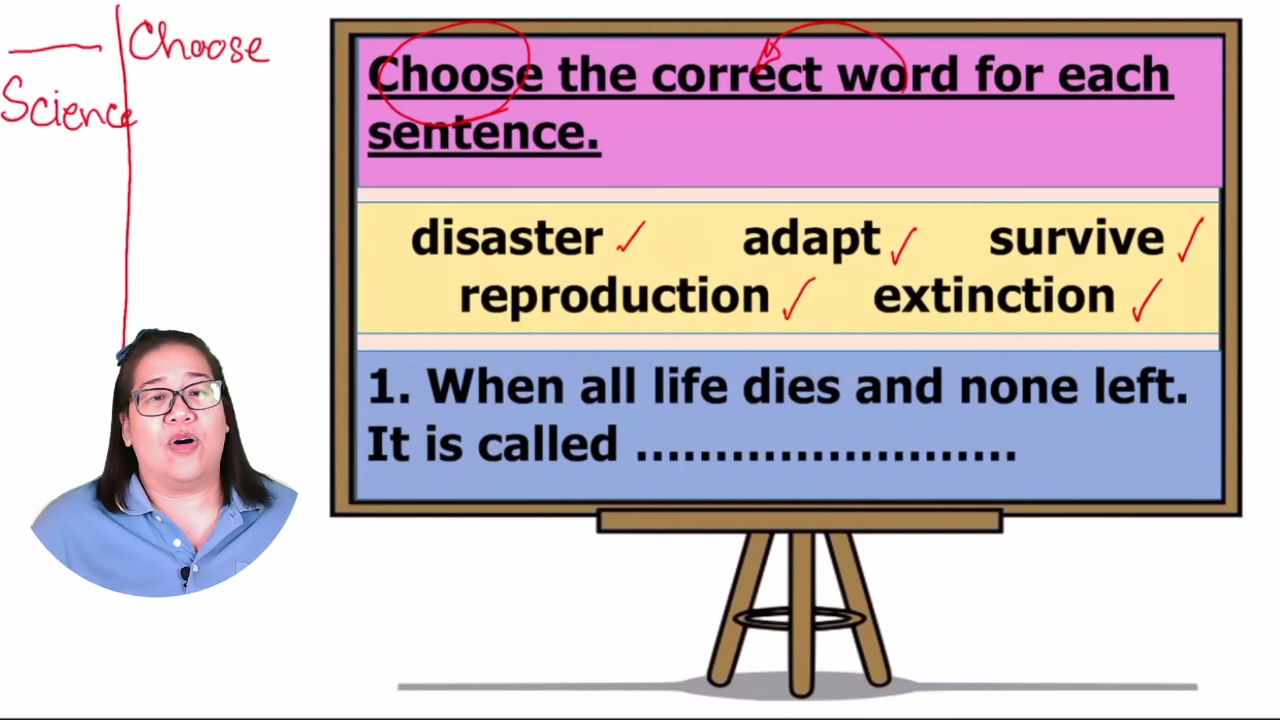 Choose
Science
Choose the correct word for each
sentence.
disaster adapt survive
reproduction extinction
1. When all life dies and none left.
It is called ........................